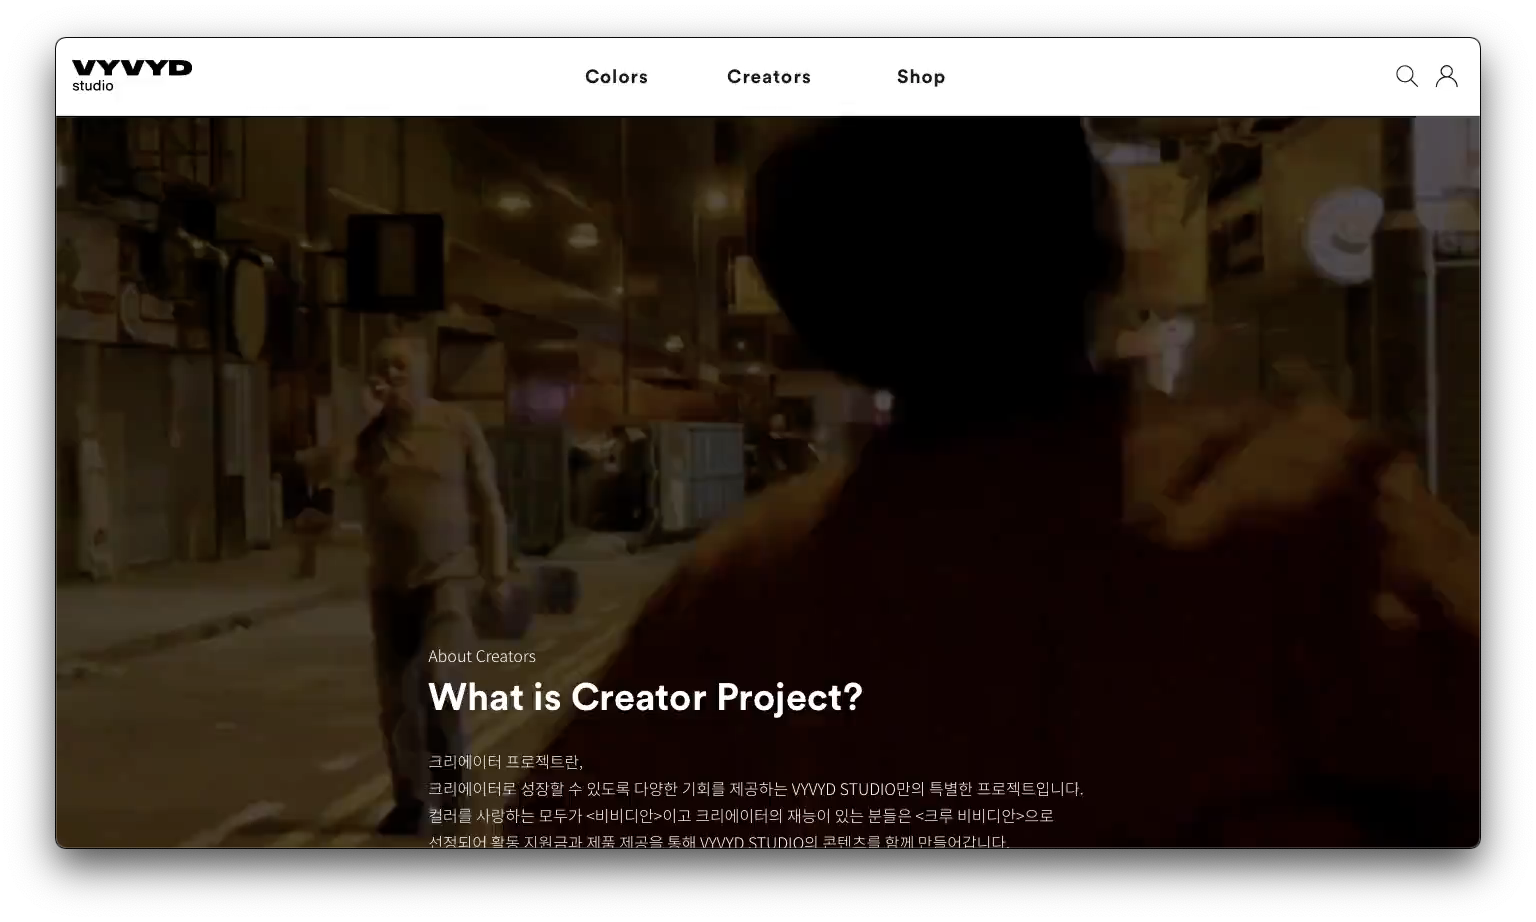 VYVYD
studio
Colors
Creators
Shop
About Creators
What is Creator Project?
크리에이터 프로젝트란,
크리에이터로 성장할 수 있도록 다양한 기회를 제공하는 VYVYD STUDIO만의 특별한 프로젝트입니다.
컬러를 사랑하는 모두가 <비비디안>이고 크리에이터의 재능이 있는 분들은 <크루 비비디안>으로
선정되어 활동 지원금과 제품 제공을 통해 VYVYD STUDIO의 콘텐츠를 함께 만들어갑니다.